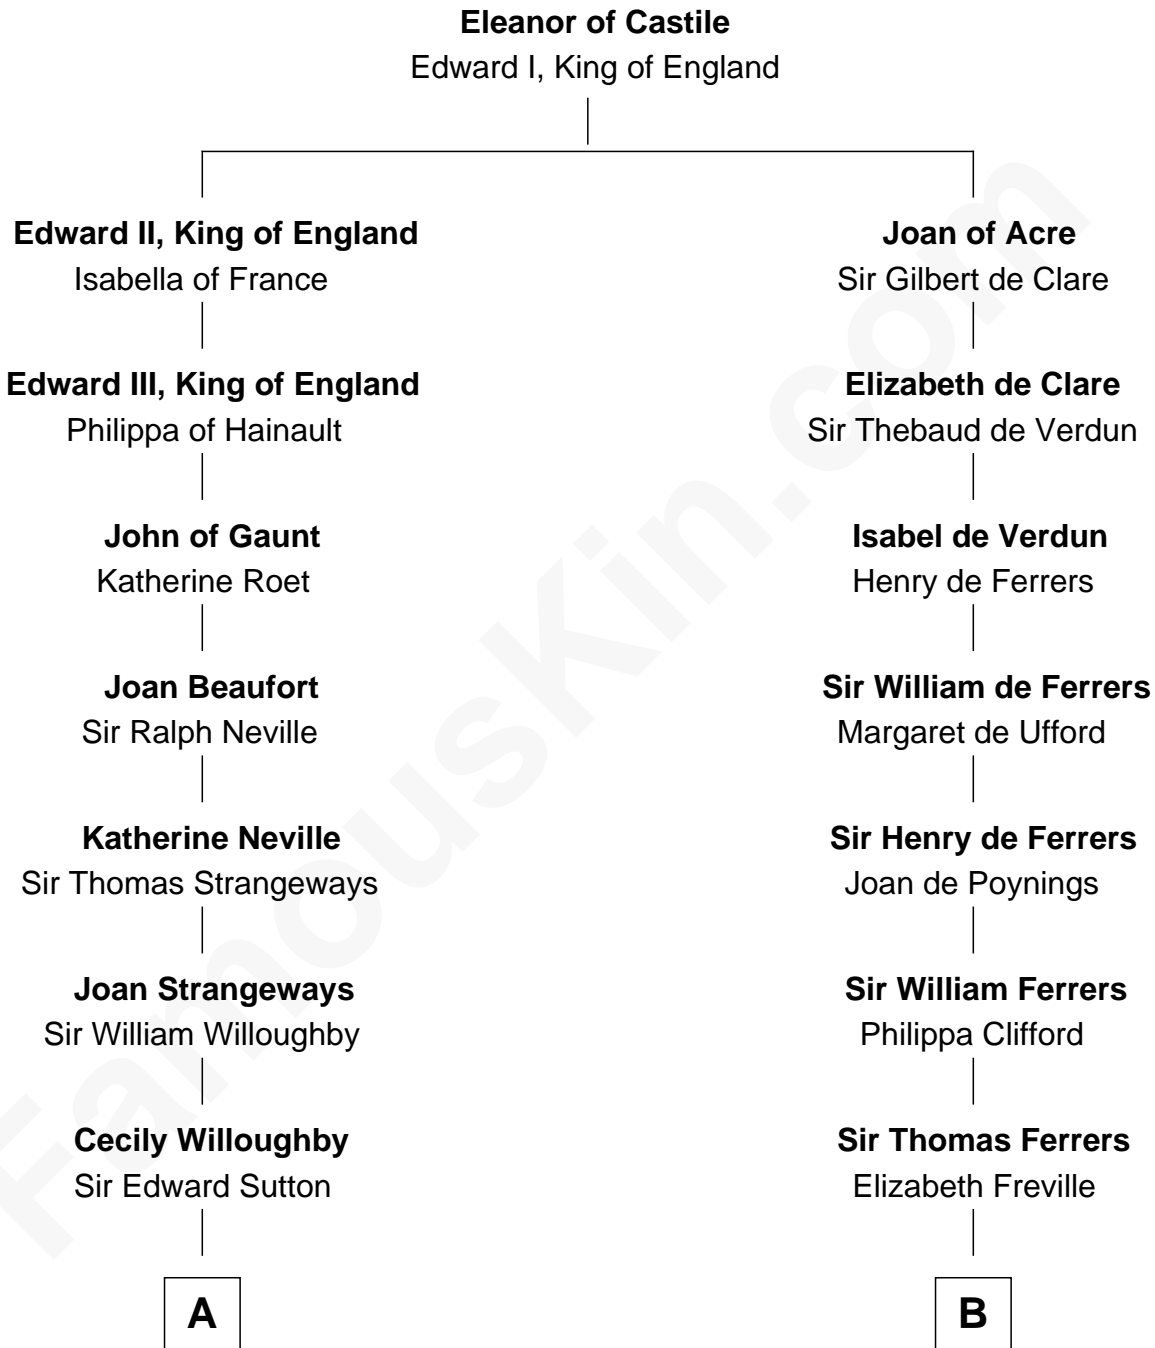 Eleanor of Castile
Edward I, King of England
Edward II, King of England
Isabella of France
Edward III, King of England
Philippa of Hainault
John of Gaunt
Katherine Roet
Joan Beaufort
Sir Ralph Neville
Katherine Neville
Sir Thomas Strangeways
Joan Strangeways
Sir William Willoughby
Cecily Willoughby
Sir Edward Sutton
A
Joan of Acre
Sir Gilbert de Clare
Elizabeth de Clare
Sir Thebaud de Verdun
Isabel de Verdun
Henry de Ferrers
Sir William de Ferrers
Margaret de Ufford
Sir Henry de Ferrers
Joan de Poynings
Sir William Ferrers
Philippa Clifford
Sir Thomas Ferrers
Elizabeth Freville
B
FamousKin.com